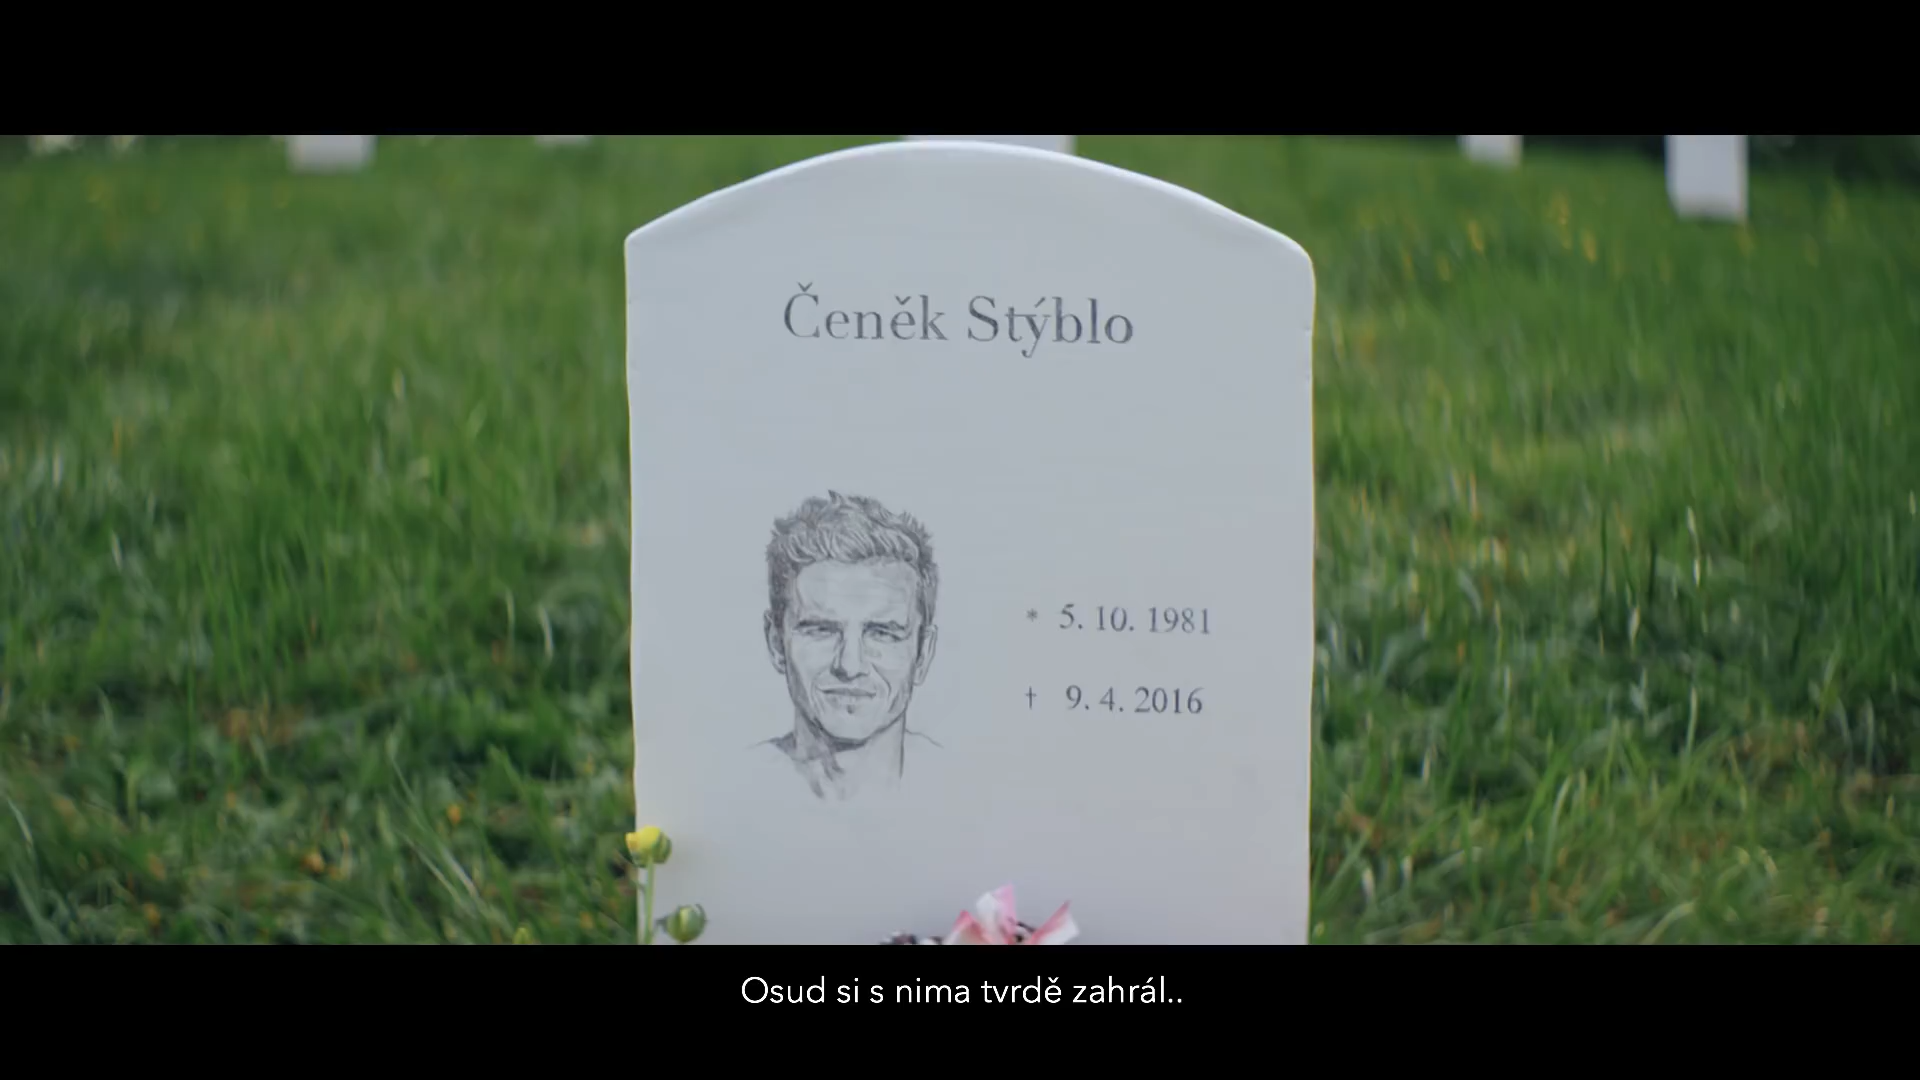 Čeněk Stýblo
* 5. 10. 1981
† 9. 4. 2016
Osud si s nima tvrdě zahrál..